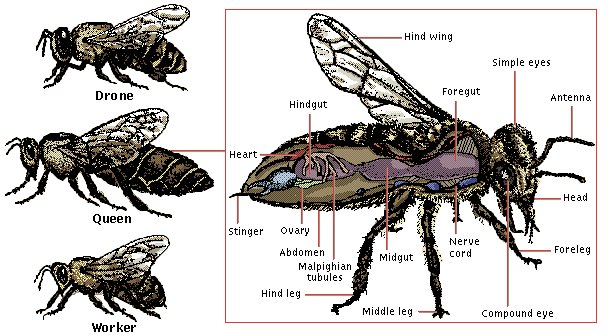 Drone
Queen
Worker
Hind wing
Simple eyes
Hindgut
Foregut
Antenna
Heart
Head
Stinger
Ovary
Abdomen
Malpighian
tubules
Midgut
Nerve
cord
Foreleg
Hind leg
Middle leg
Compound eye